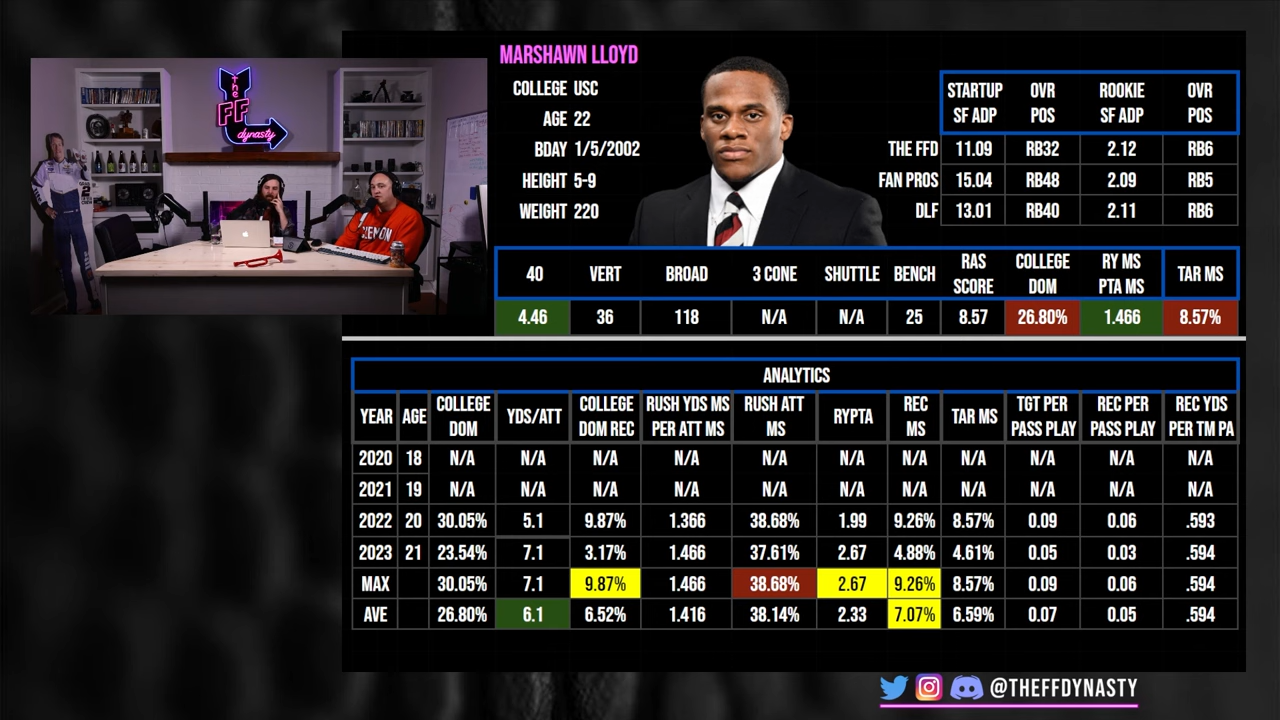 MARSHAWN LLOYD
COLLEGE USC
AGE 22
BDAY 1/5/2002
HEIGHT 5-9
WEIGHT 220
The
FF
dynasty
CLEMSON
STARTUP SF ADP OVR POS ROOKIE SF ADP OVR POS
THE FFD 11.09 RB32 2.12 RB6
FAN PROS 15.04 RB48 2.09 RB5
DLF 13.01 RB40 2.11 RB6
40 VERT BROAD 3 CONE SHUTTLE BENCH RAS SCORE COLLEGE DOM RY MS PTA MS TAR MS
4.46 36 118 N/A N/A 25 8.57 26.80% 1.466 8.57%
ANALYTICS
YEAR AGE COLLEGE DOM YDS/ATT COLLEGE DOM REC RUSH YDS MS PER ATT MS RUSH ATT MS RYPTA REC MS TAR MS TGT PER PASS PLAY REC PER PASS PLAY REC YDS PER TM PA
2020 18 N/A N/A N/A N/A N/A N/A N/A N/A N/A N/A N/A
2021 19 N/A N/A N/A N/A N/A N/A N/A N/A N/A N/A N/A
2022 20 30.05% 5.1 9.87% 1.366 38.68% 1.99 9.26% 8.57% 0.09 0.06 .593
2023 21 23.54% 7.1 3.17% 1.466 37.61% 2.67 4.88% 4.61% 0.05 0.03 .594
MAX 30.05% 7.1 9.87% 1.466 38.68% 2.67 9.26% 8.57% 0.09 0.06 .594
AVE 26.80% 6.1 6.52% 1.416 38.14% 2.33 7.07% 6.59% 0.07 0.05 .594
@THEFFDYNASTY